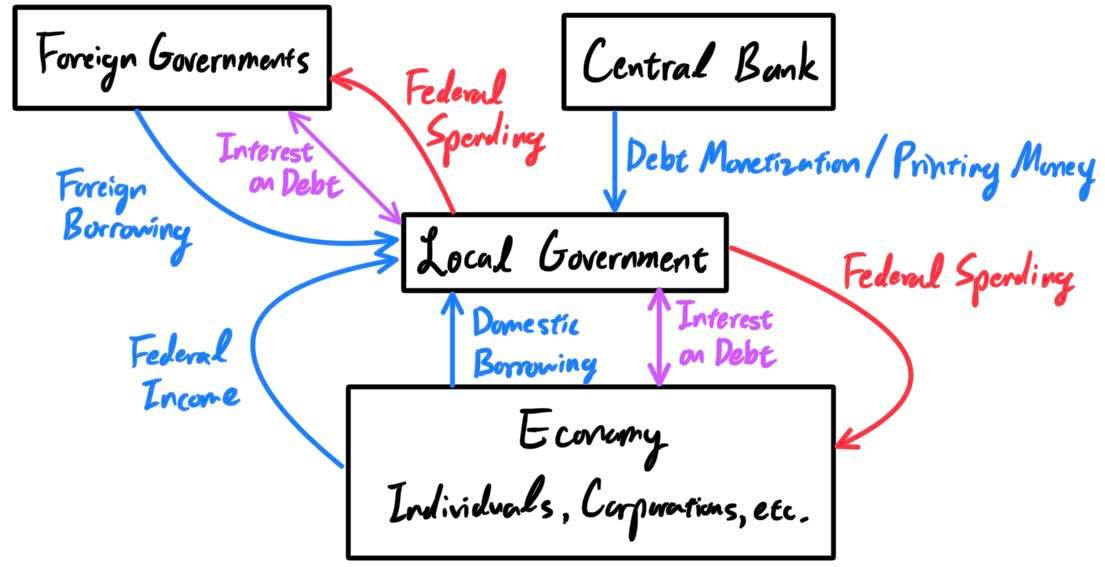 Foreign Governments
Central Bank
Federal
Spending
Interest
on Debt
Debt Monetization / Printing Money
Foreign
Borrowing
Local Government
Federal Spending
Domestic
Borrowing
Interest
on Debt
Federal
Income
Economy
Individuals, Corporations, etc.